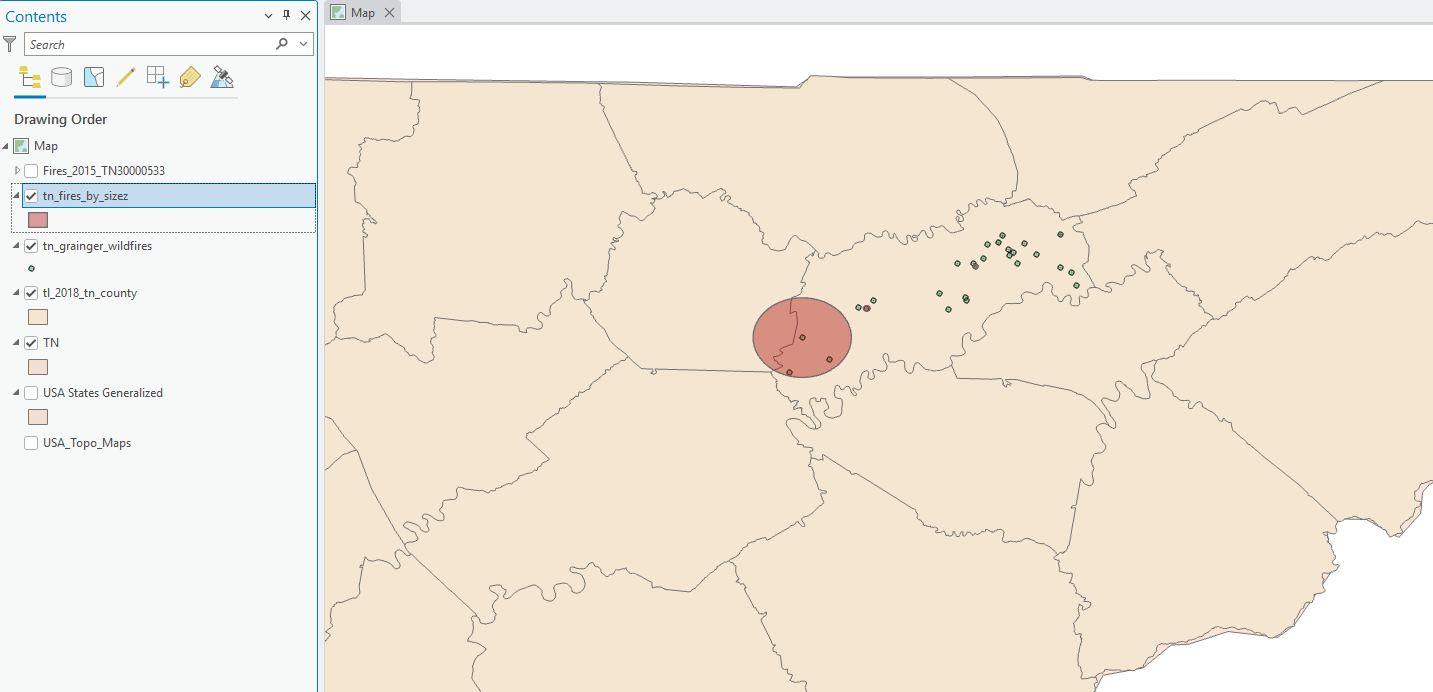 Contents
Map
Search
Drawing Order
Map
Fires_2015_TN30000533
tn_fires_by_sizez
tn_grainger_wildfires
tl_2018_tn_county
TN
USA States Generalized
USA_Topo_Maps